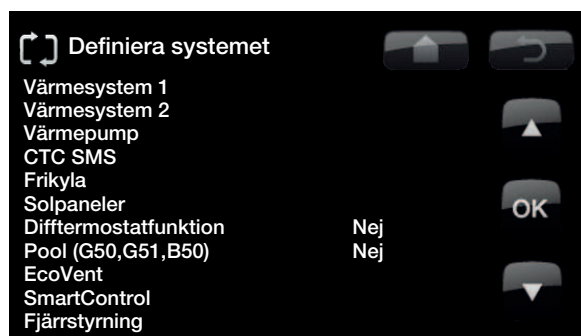 Definiera systemet
Värmesystem 1
Värmesystem 2
Värmepump
CTC SMS
Frikyla
Solpaneler
Difftermostatfunktion Nej
Pool (G50,G51,B50) Nej
EcoVent
SmartControl
Fjärrstyrning
OK